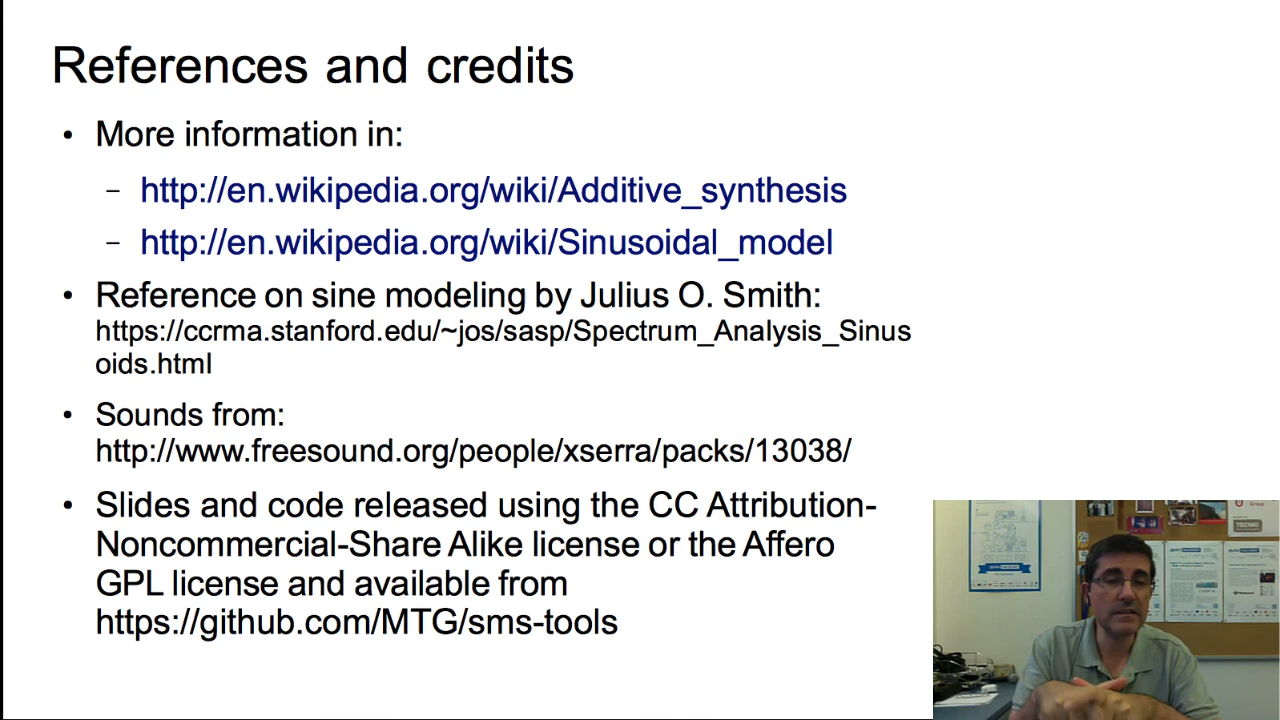 References and credits
• More information in:
– http://en.wikipedia.org/wiki/Additive_synthesis
– http://en.wikipedia.org/wiki/Sinusoidal_model
• Reference on sine modeling by Julius O. Smith:
https://ccrma.stanford.edu/~jos/sasp/Spectrum_Analysis_Sinus
oids.html
• Sounds from:
http://www.freesound.org/people/xserra/packs/13038/
• Slides and code released using the CC Attribution-
Noncommercial-Share Alike license or the Affero
GPL license and available from
https://github.com/MTG/sms-tools
Group